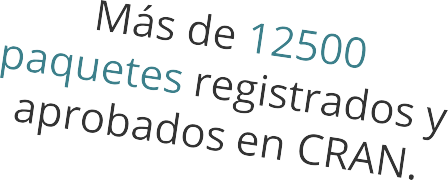 Más de 12500
paquetes registrados y
aprobados en CRAN.